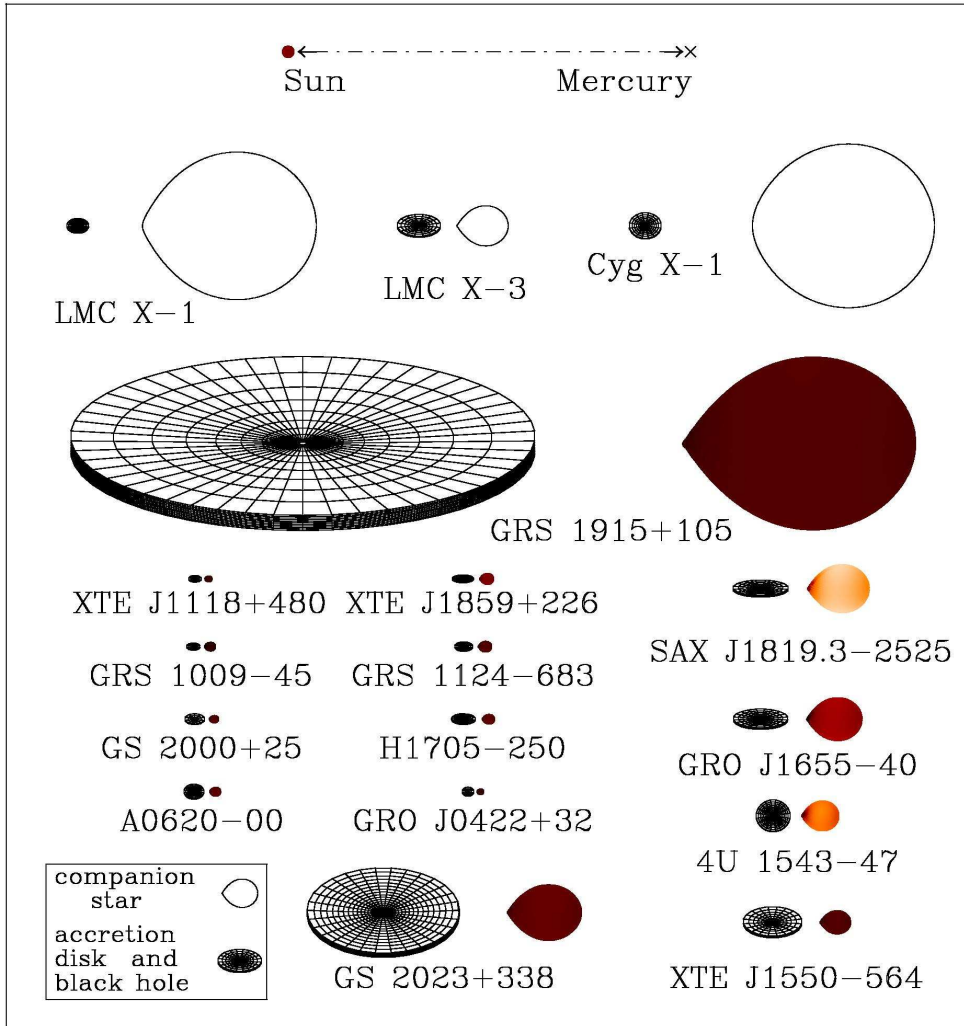 Sun
Mercury
LMC X−1
LMC X−3
Cyg X−1
GRS 1915+105
XTE J1118+480
XTE J1859+226
SAX J1819.3−2525
GRS 1009−45
GRS 1124−683
GS 2000+25
H1705−250
GRO J1655−40
A0620−00
GRO J0422+32
4U 1543−47
companion
star
accretion
disk and
black hole
GS 2023+338
XTE J1550−564